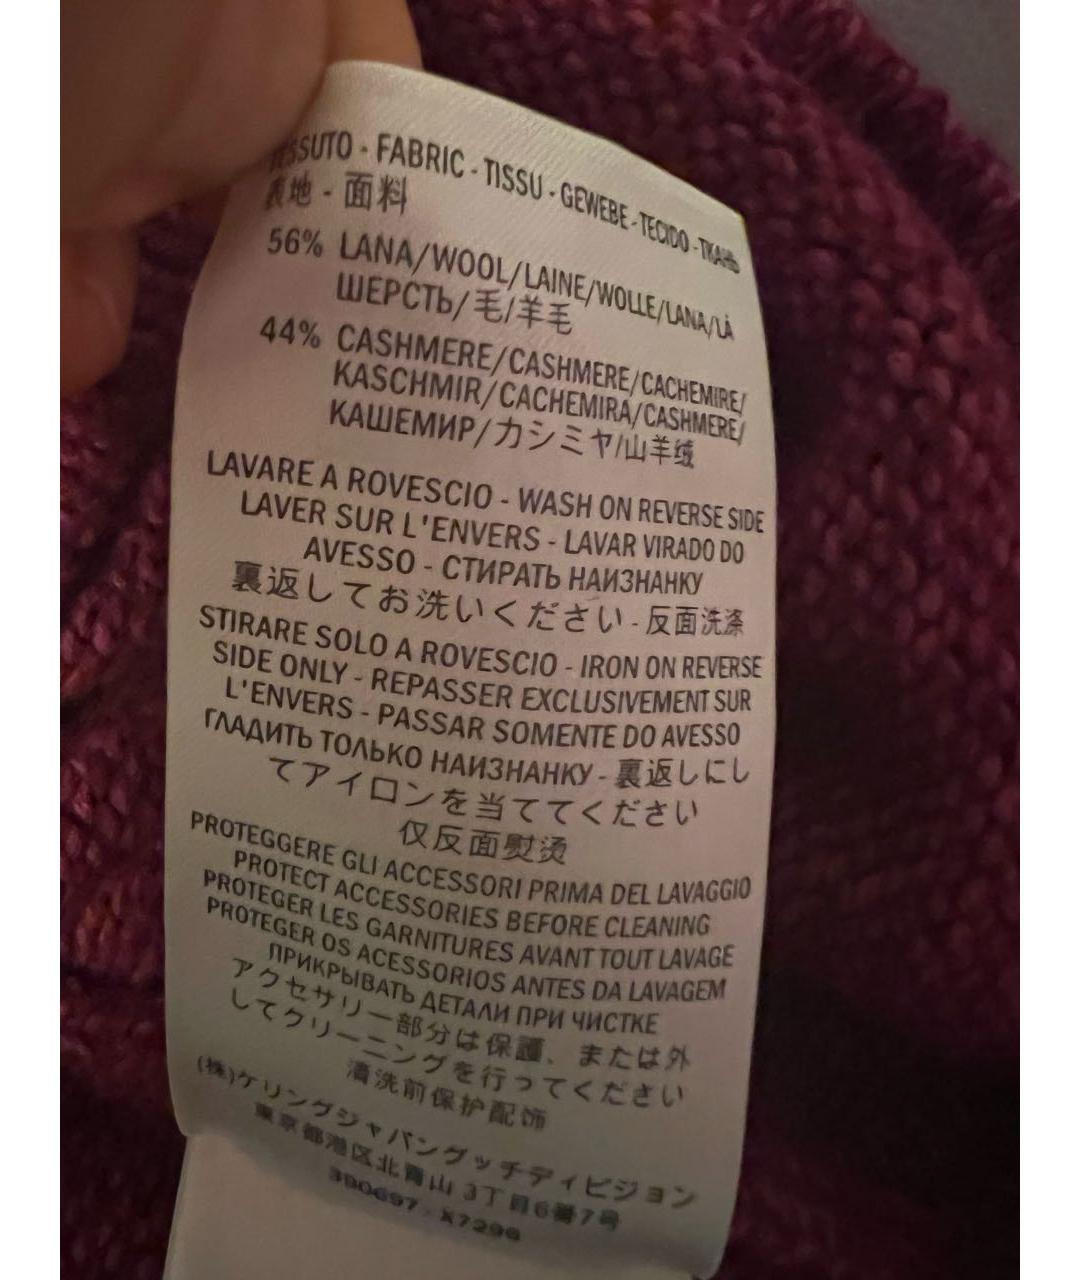 TESSUTO - FABRIC - TISSU - GEWEBE - TECIDO - ТКАНЬ
表地 - 面料
56% LANA/WOOL/LAINE/WOLLE/LANA/LÃ
ШЕРСТЬ/毛/羊毛
44% CASHMERE/CASHMERE/CACHEMIRE/
KASCHMIR/CACHEMIRA/CASHMERE/
КАШЕМИР/カシミヤ/山羊绒
LAVARE A ROVESCIO - WASH ON REVERSE SIDE
LAVER SUR L'ENVERS - LAVAR VIRADO DO
AVESSO - СТИРАТЬ НАИЗНАНКУ
裏返してお洗いください - 反面洗涤
STIRARE SOLO A ROVESCIO - IRON ON REVERSE
SIDE ONLY - REPASSER EXCLUSIVEMENT SUR
L'ENVERS - PASSAR SOMENTE DO AVESSO
ГЛАДИТЬ ТОЛЬКО НАИЗНАНКУ - 裏返しにし
てアイロンを当ててください
仅反面熨烫
PROTEGGERE GLI ACCESSORI PRIMA DEL LAVAGGIO
PROTECT ACCESSORIES BEFORE CLEANING
PROTEGER LES GARNITURES AVANT TOUT LAVAGE
PROTEGER OS ACESSORIOS ANTES DA LAVAGEM
ПРИКРЫВАТЬ ДЕТАЛИ ПРИ ЧИСТКЕ
アクセサリー部分は保護、または外
してクリーニングを行ってください
清洗前保护配饰
(株)ケリングジャパングッチディビジョン
東京都港区北青山 3丁目6番7号
390697 - X7296